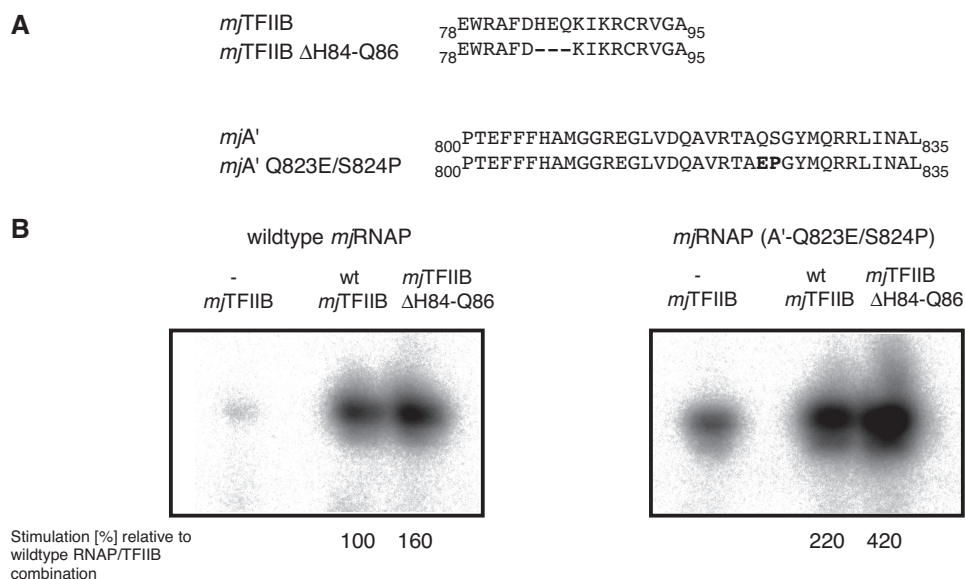 A
mjTFIIB 78EWRAFDHEQKIKRCRVGA95
mjTFIIB ΔH84-Q86 78EWRAFD---KIKRCRVGA95
mjA' 800PTEFFFHAMGGREGLVDQAVRTAQSGYMQRRLINAL835
mjA' Q823E/S824P 800PTEFFFHAMGGREGLVDQAVRTAEPGYMQRRLINAL835
B
wildtype mjRNAP mjRNAP (A'-Q823E/S824P)
- wt mjTFIIB - wt mjTFIIB
mjTFIIB mjTFIIB ΔH84-Q86 mjTFIIB mjTFIIB ΔH84-Q86
Stimulation [%] relative to
wildtype RNAP/TFIIB
combination
100 160 220 420